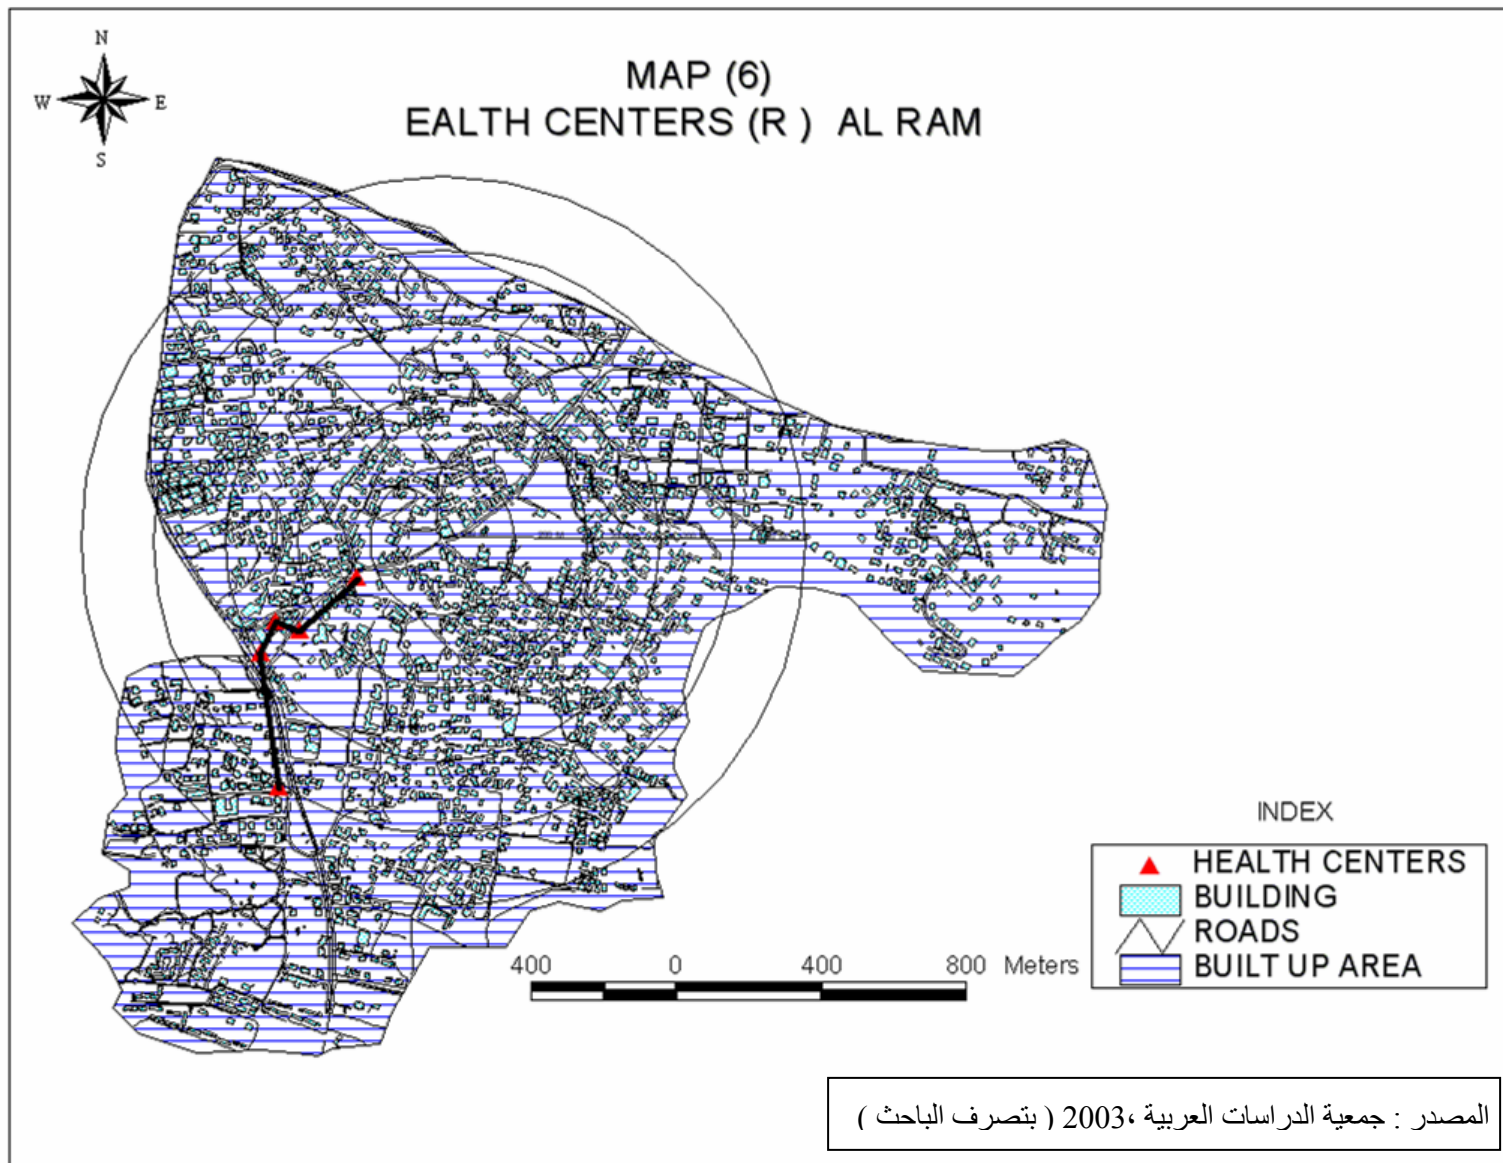 N
W E
S
MAP (6)
EALTH CENTERS (R ) AL RAM
INDEX
HEALTH CENTERS
BUILDING
ROADS
BUILT UP AREA
400 0 400 800 Meters
المصدر : جمعية الدراسات العربية ،2003 ( بتصرف الباحث )